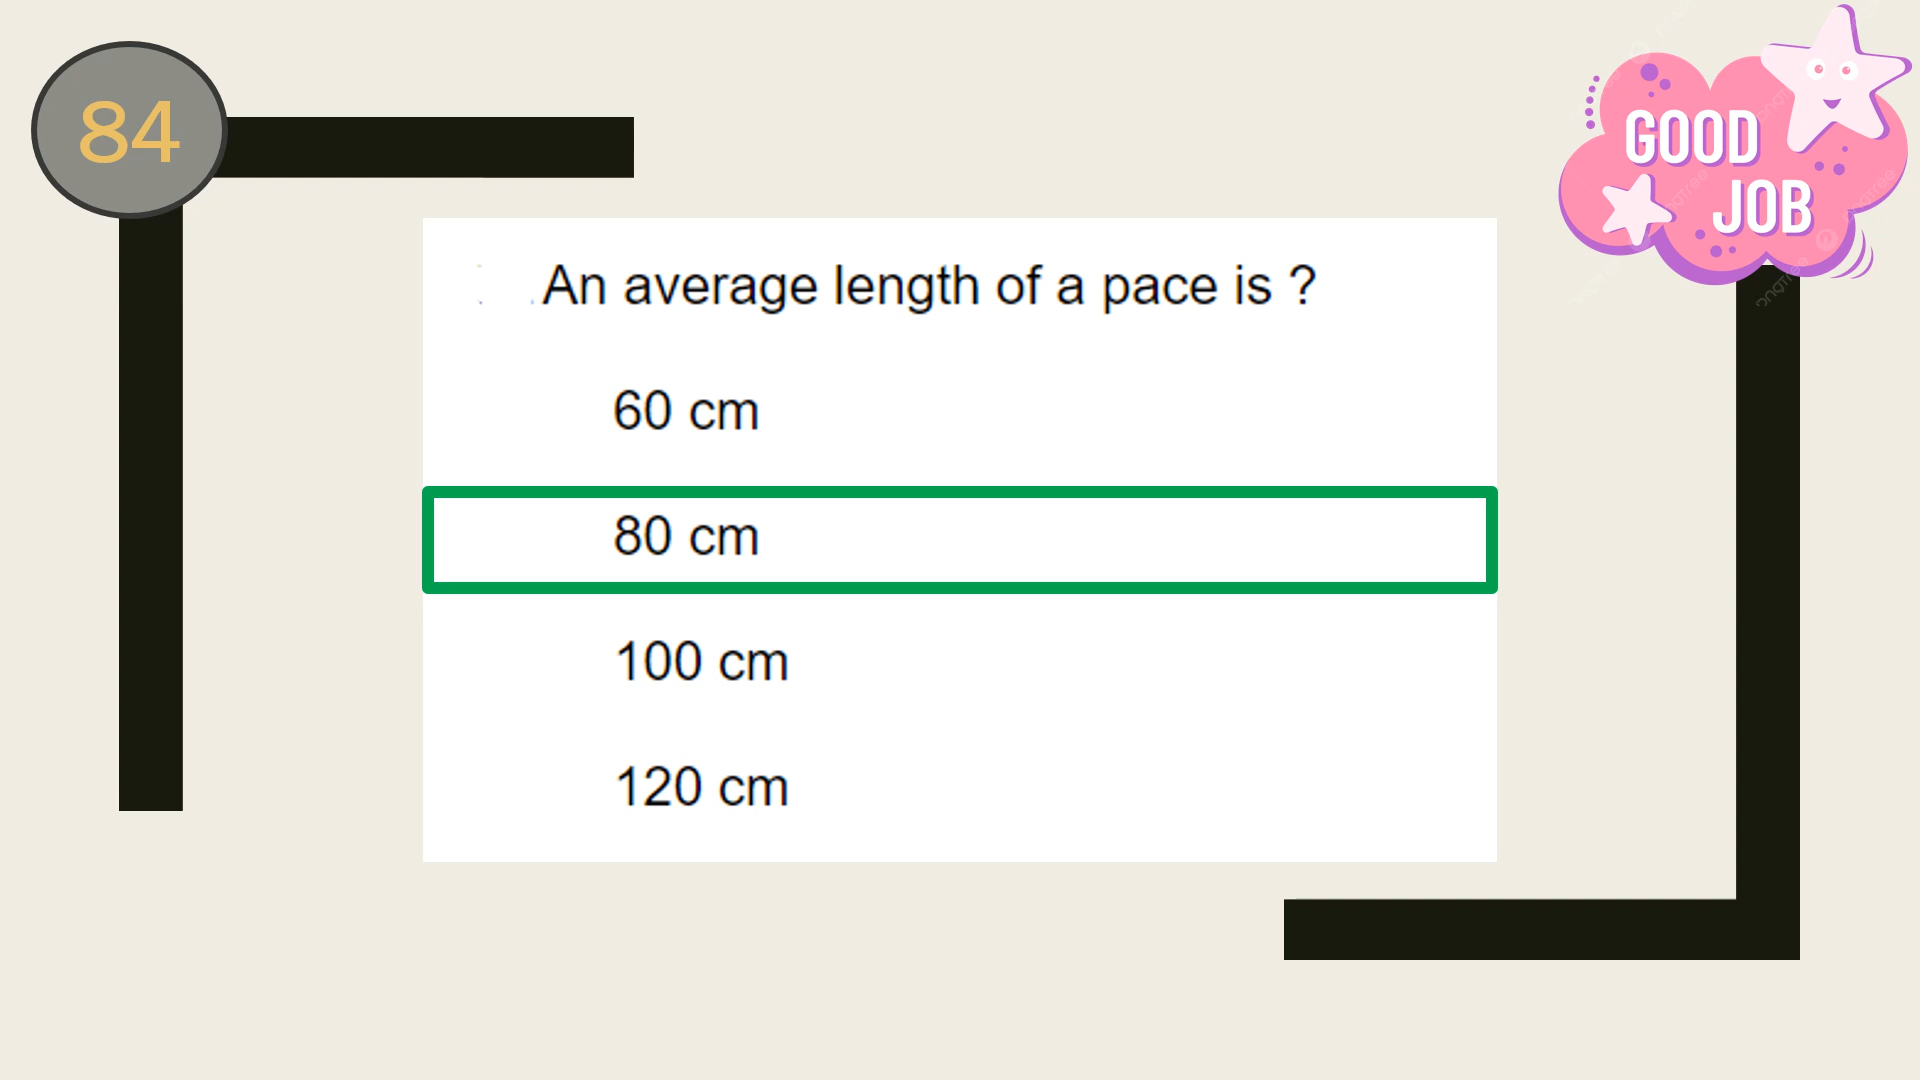 84
GOOD
JOB
An average length of a pace is ?
60 cm
80 cm
100 cm
120 cm